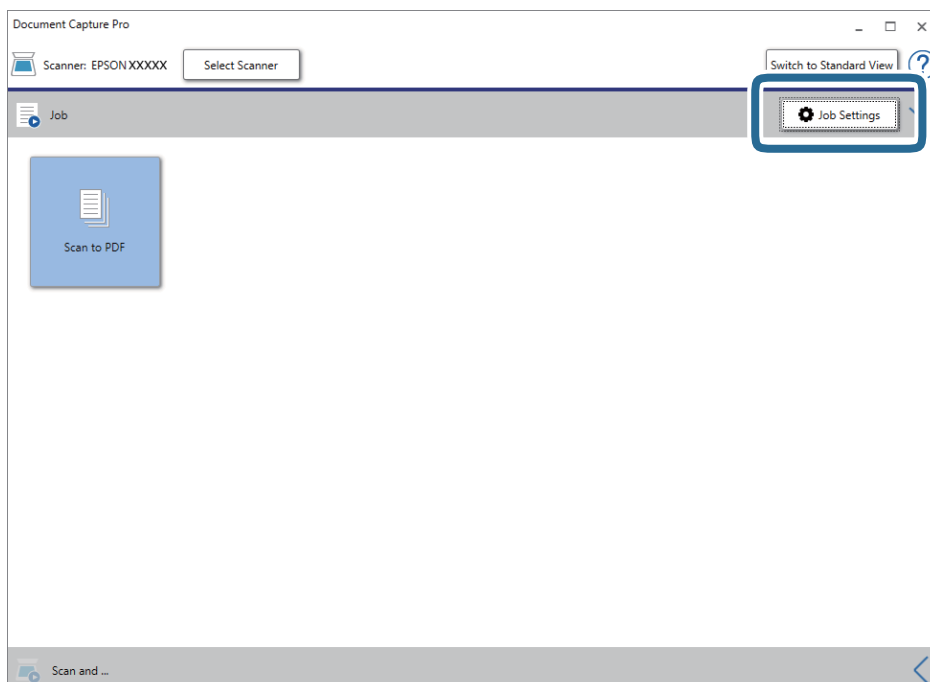 Document Capture Pro
Scanner: EPSON XXXXX
Select Scanner
Switch to Standard View
?
Job
Job Settings
Scan to PDF
Scan and ...